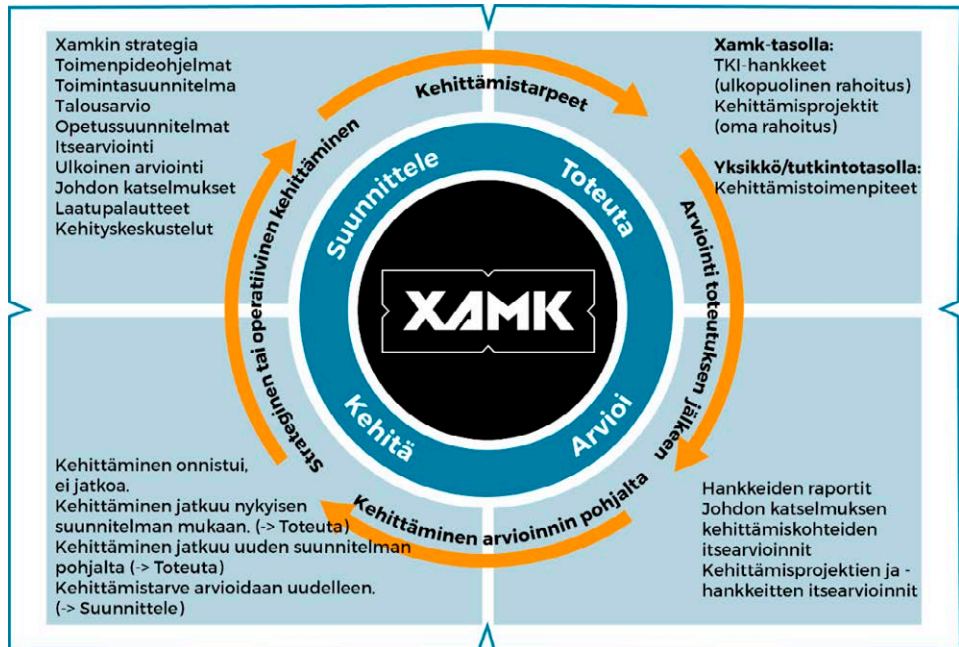 Xamkin strategia
Toimenpideohjelmat
Toimintasuunnitelma
Talousarvio
Opetussuunnitelmat
Itsearviointi
Ulkoinen arviointi
Johdon katselmukset
Laatupalautteet
Kehityskeskustelut
Kehittämistarpeet
Xamk-tasolla:
TKI-hankkeet
(ulkopuolinen rahoitus)
Kehittämisprojektit
(oma rahoitus)
Yksikkö/tutkintotasolla:
Kehittämistoimenpiteet
Suunnittele
Toteuta
Strateginen tai operatiivinen kehittäminen
XAMK
Arviointi toteutuksen jälkeen
Kehitä
Arvioi
Kehittäminen arvioinnin pohjalta
Kehittäminen onnistui,
ei jatkoa.
Kehittäminen jatkuu nykyisen
suunnitelman mukaan. (-> Toteuta)
Kehittäminen jatkuu uuden suunnitelman
pohjalta (-> Toteuta)
Kehittämistarve arvioidaan uudelleen.
(-> Suunnittele)
Hankkeiden raportit
Johdon katselmuksen
kehittämiskohteiden
itsearvioinnit
Kehittämisprojektien ja -
hankkeitten itsearvioinnit